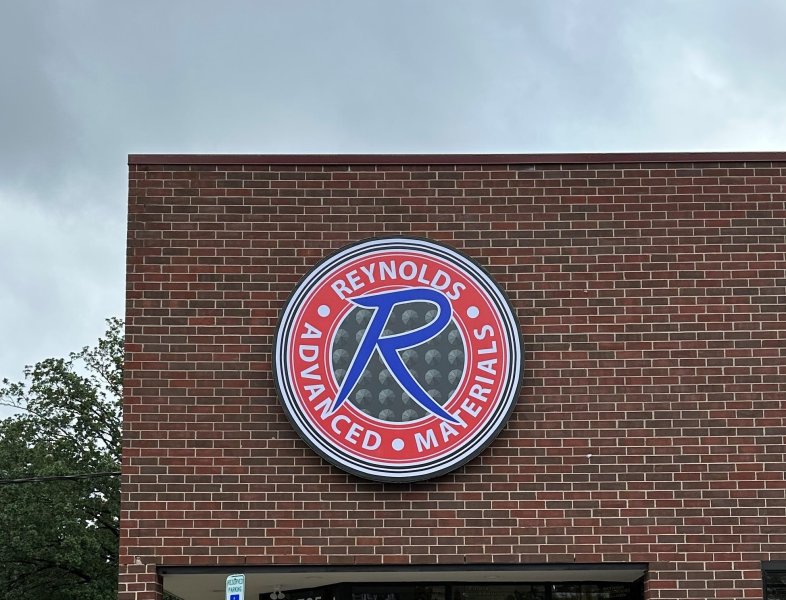 REYNOLDS
R
ADVANCED • MATERIALS